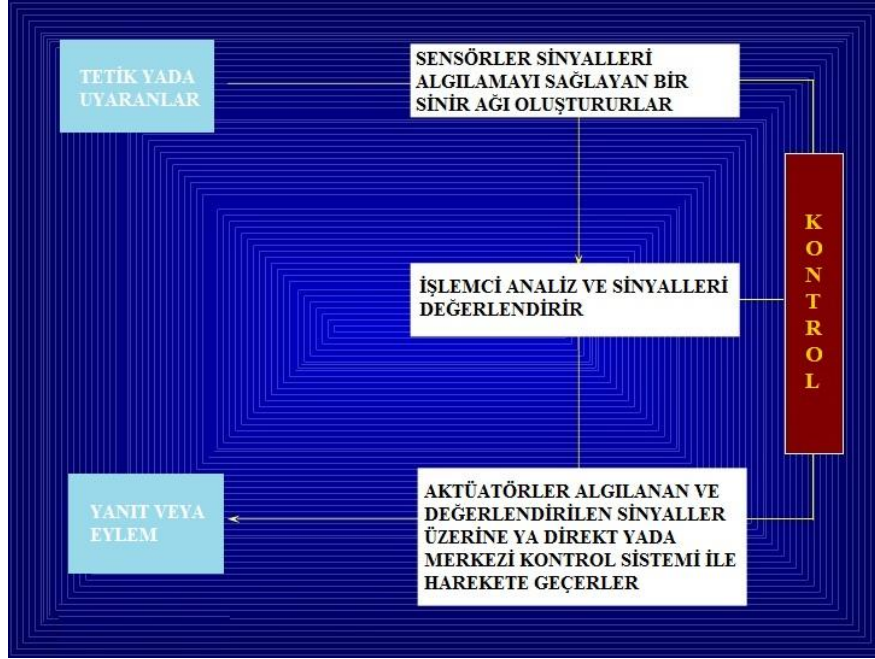 TETİK YADA
UYARANLAR
SENSÖRLER SİNYALLERİ
ALGILAMAYI SAĞLAYAN BİR
SİNİR AĞI OLUŞTURURLAR
KONTROL
İŞLEMCİ ANALİZ VE SİNYALLERİ
DEĞERLENDİRİR
AKTÜATÖRLER ALGILANAN VE
DEĞERLENDİRİLEN SİNYALLER
ÜZERİNE YA DİREKT YADA
MERKEZİ KONTROL SİSTEMİ İLE
HAREKETE GEÇERLER
YANIT VEYA
EYLEM